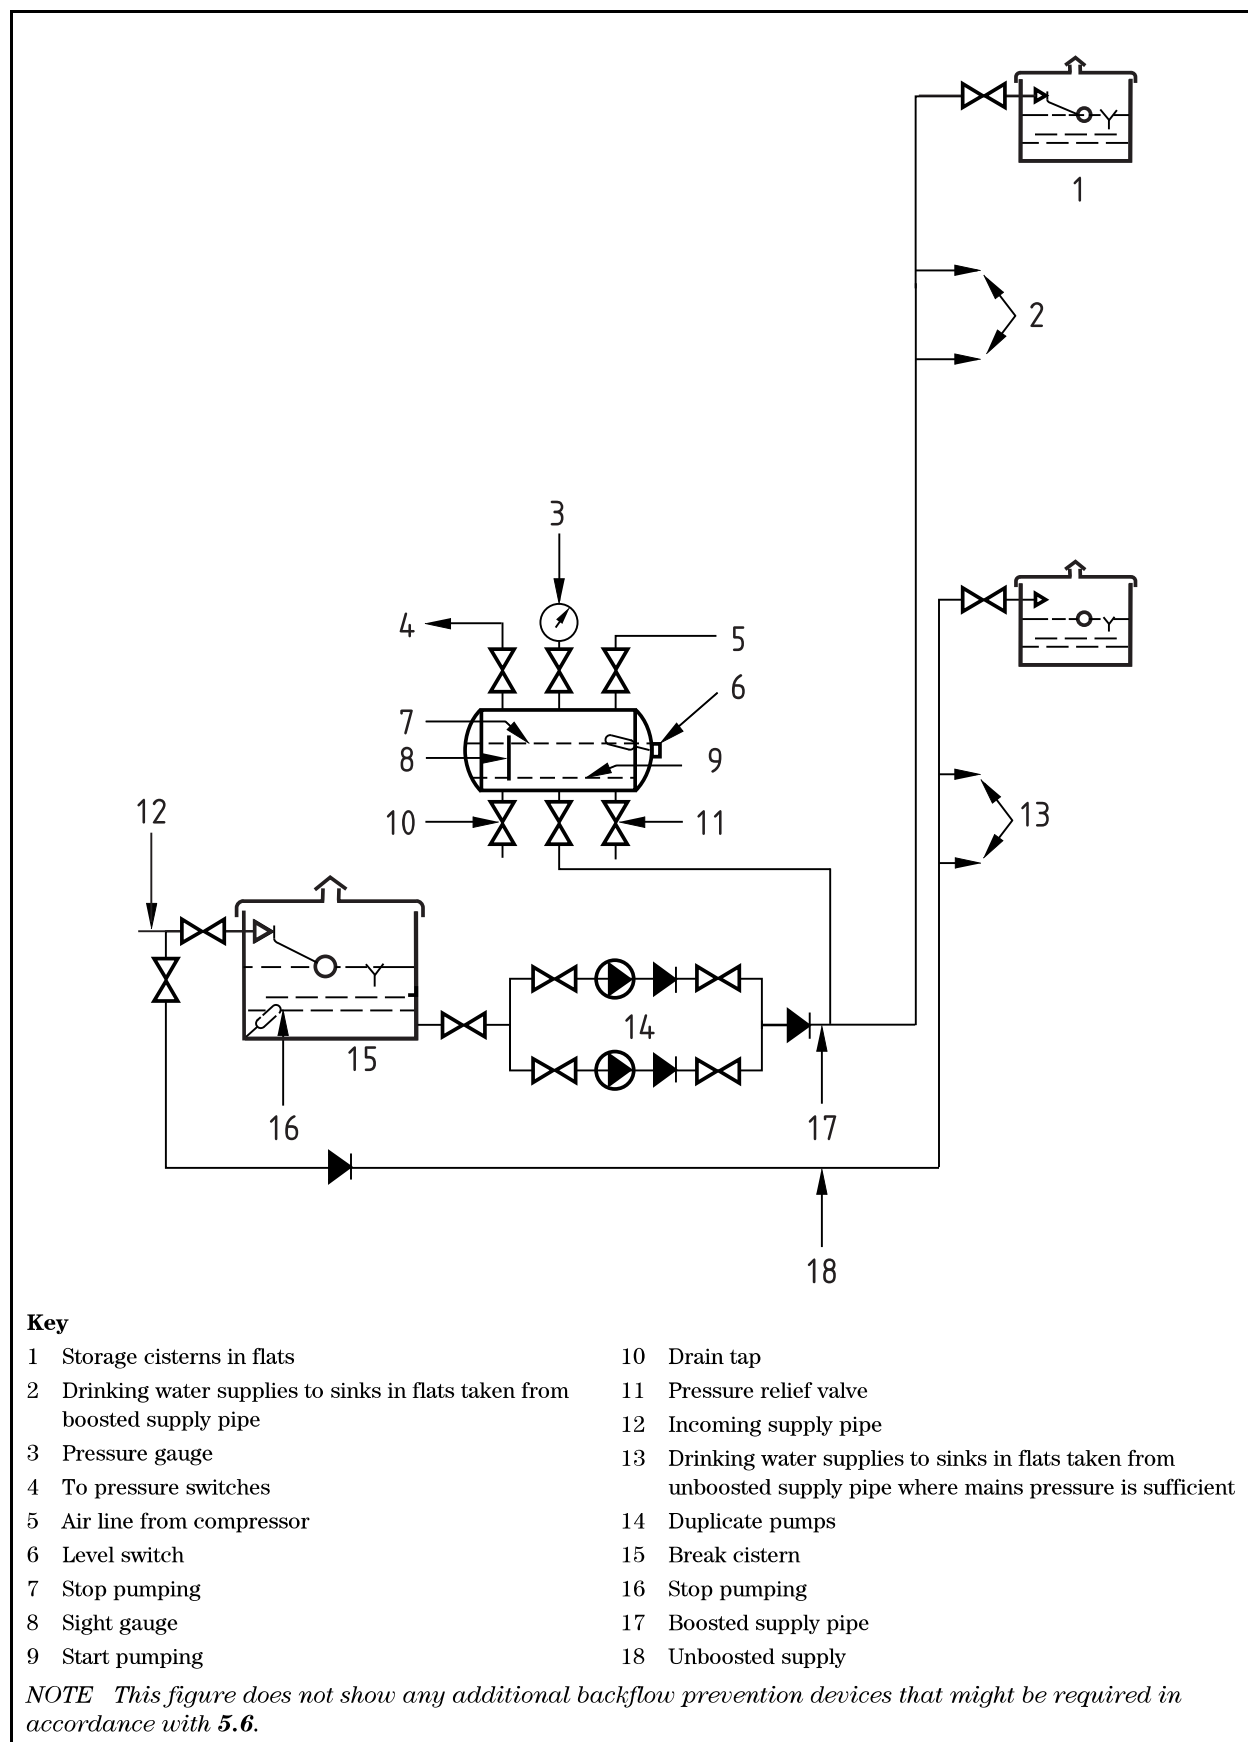 1
2
3
4
5
6
7
8
9
12
10
11
13
14
15
16
17
18
Key
1 Storage cisterns in flats
2 Drinking water supplies to sinks in flats taken from
boosted supply pipe
3 Pressure gauge
4 To pressure switches
5 Air line from compressor
6 Level switch
7 Stop pumping
8 Sight gauge
9 Start pumping
10 Drain tap
11 Pressure relief valve
12 Incoming supply pipe
13 Drinking water supplies to sinks in flats taken from
unboosted supply pipe where mains pressure is sufficient
14 Duplicate pumps
15 Break cistern
16 Stop pumping
17 Boosted supply pipe
18 Unboosted supply
NOTE This figure does not show any additional backflow prevention devices that might be required in
accordance with 5.6.